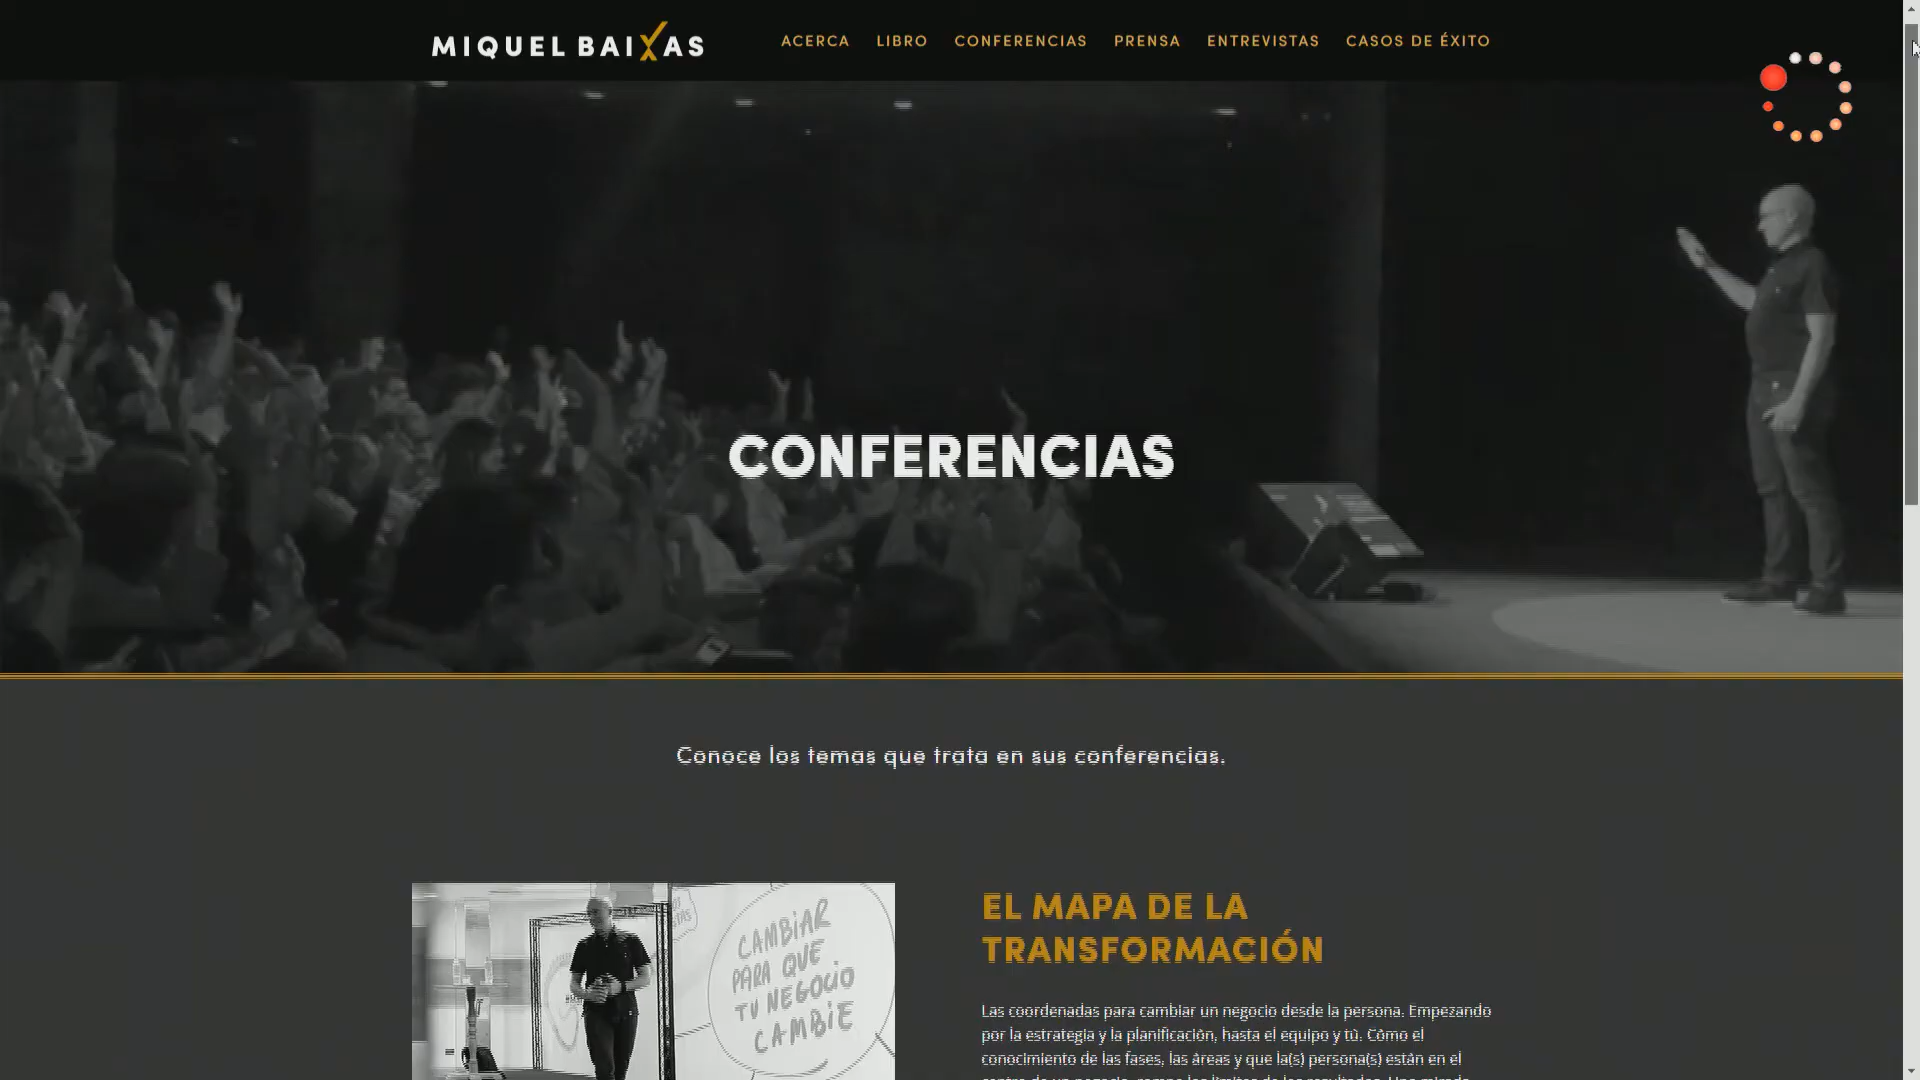 MIQUEL BAIXAS
ACERCA LIBRO CONFERENCIAS PRENSA ENTREVISTAS CASOS DE ÉXITO
CONFERENCIAS
Conoce los temas que trata en sus conferencias.
CAMBIAR
PARA QUE
TU NEGOCIO
CAMBIE
EL MAPA DE LA
TRANSFORMACIÓN
Las coordenadas para cambiar un negocio desde la persona. Empezando
por la estrategia y la planificación, hasta el equipo y tú. Cómo el
conocimiento de las fases, las áreas y que la(s) persona(s) están en el